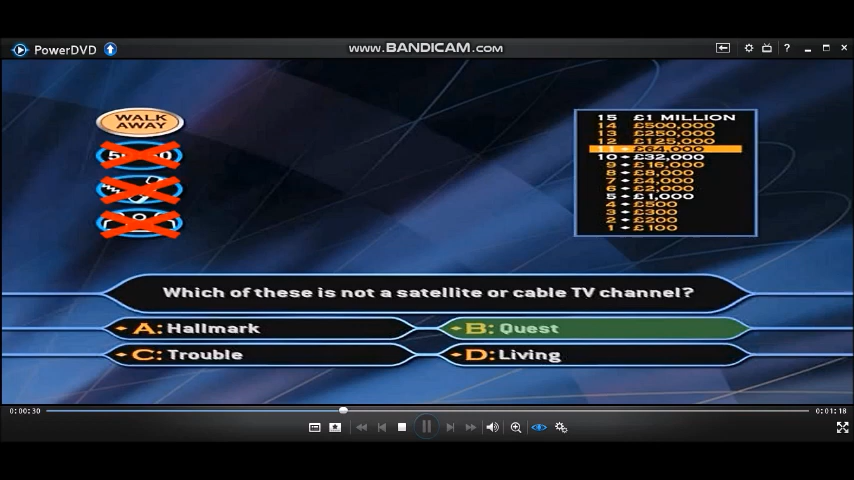 PowerDVD
www.BANDICAM.com
?
WALK
AWAY
15 £1 MILLION
14 £500,000
13 £250,000
12 £125,000
11 £64,000
10 £32,000
9 £16,000
8 £8,000
7 £4,000
6 £2,000
5 £1,000
4 £500
3 £300
2 £200
1 £100
Which of these is not a satellite or cable TV channel?
A: Hallmark
B: Quest
C: Trouble
D: Living
0:00:30
0:01:18